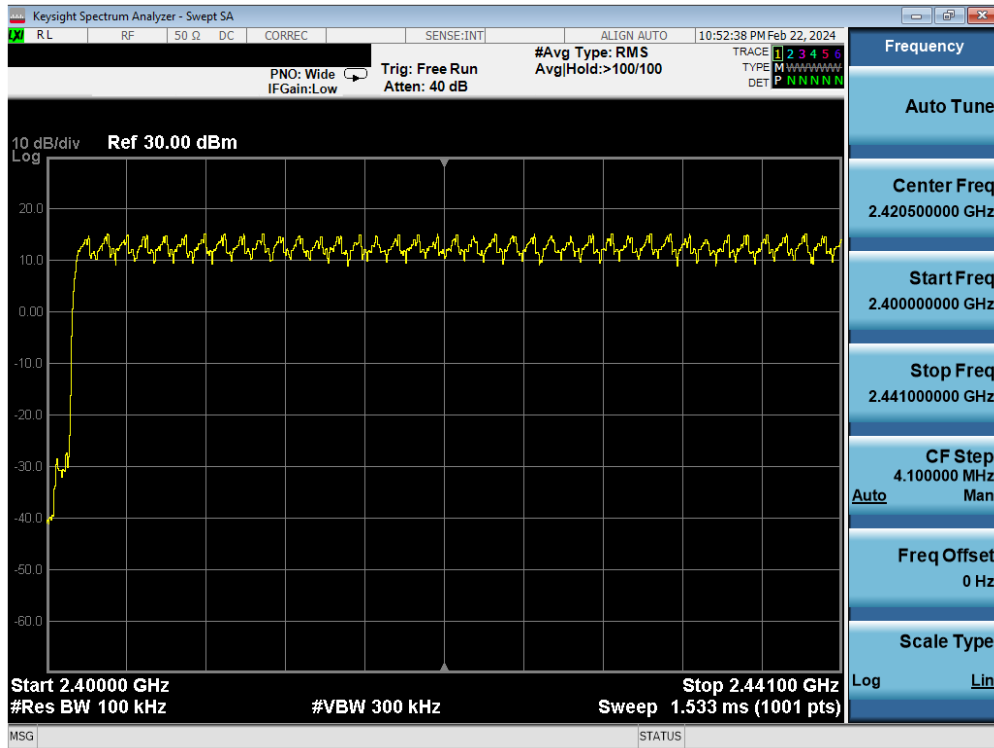 Keysight Spectrum Analyzer - Swept SA
LXI RL RF 50 Ω DC CORREC SENSE:INT ALIGN AUTO 10:52:38 PM Feb 22, 2024
PNO: Wide
IFGain:Low
Trig: Free Run
Atten: 40 dB
#Avg Type: RMS
Avg|Hold:>100/100
TRACE 1 2 3 4 5 6
TYPE M WWWWW
DET P N N N N N
10 dB/div Ref 30.00 dBm
Log
20.0
10.0
0.00
-10.0
-20.0
-30.0
-40.0
-50.0
-60.0
Start 2.40000 GHz Stop 2.44100 GHz
#Res BW 100 kHz #VBW 300 kHz Sweep 1.533 ms (1001 pts)
MSG STATUS
Frequency
Auto Tune
Center Freq
2.420500000 GHz
Start Freq
2.400000000 GHz
Stop Freq
2.441000000 GHz
CF Step
4.100000 MHz
Auto Man
Freq Offset
0 Hz
Scale Type
Log Lin